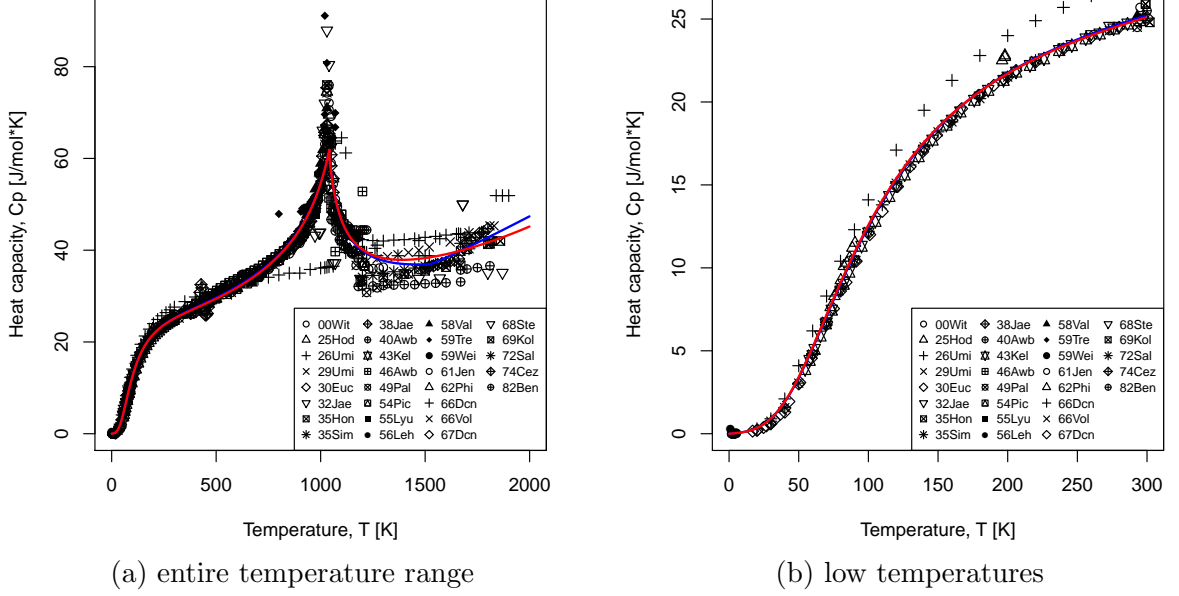 Heat capacity, Cp [J/mol*K]
80
60
40
20
0
00Wit 38Jae 58Val 68Ste
25Hod 40Awb 59Tre 69Kol
26Umi 43Kel 59Wei 72Sal
29Umi 46Awb 61Jen 74Cez
30Euc 49Pal 62Phi 82Ben
32Jae 54Pic 66Dcn
35Hon 55Lyu 66Vol
35Sim 56Leh 67Dcn
0 500 1000 1500 2000
Temperature, T [K]
(a) entire temperature range
Heat capacity, Cp [J/mol*K]
25
20
15
10
5
0
00Wit 38Jae 58Val 68Ste
25Hod 40Awb 59Tre 69Kol
26Umi 43Kel 59Wei 72Sal
29Umi 46Awb 61Jen 74Cez
30Euc 49Pal 62Phi 82Ben
32Jae 54Pic 66Dcn
35Hon 55Lyu 66Vol
35Sim 56Leh 67Dcn
0 50 100 150 200 250 300
Temperature, T [K]
(b) low temperatures